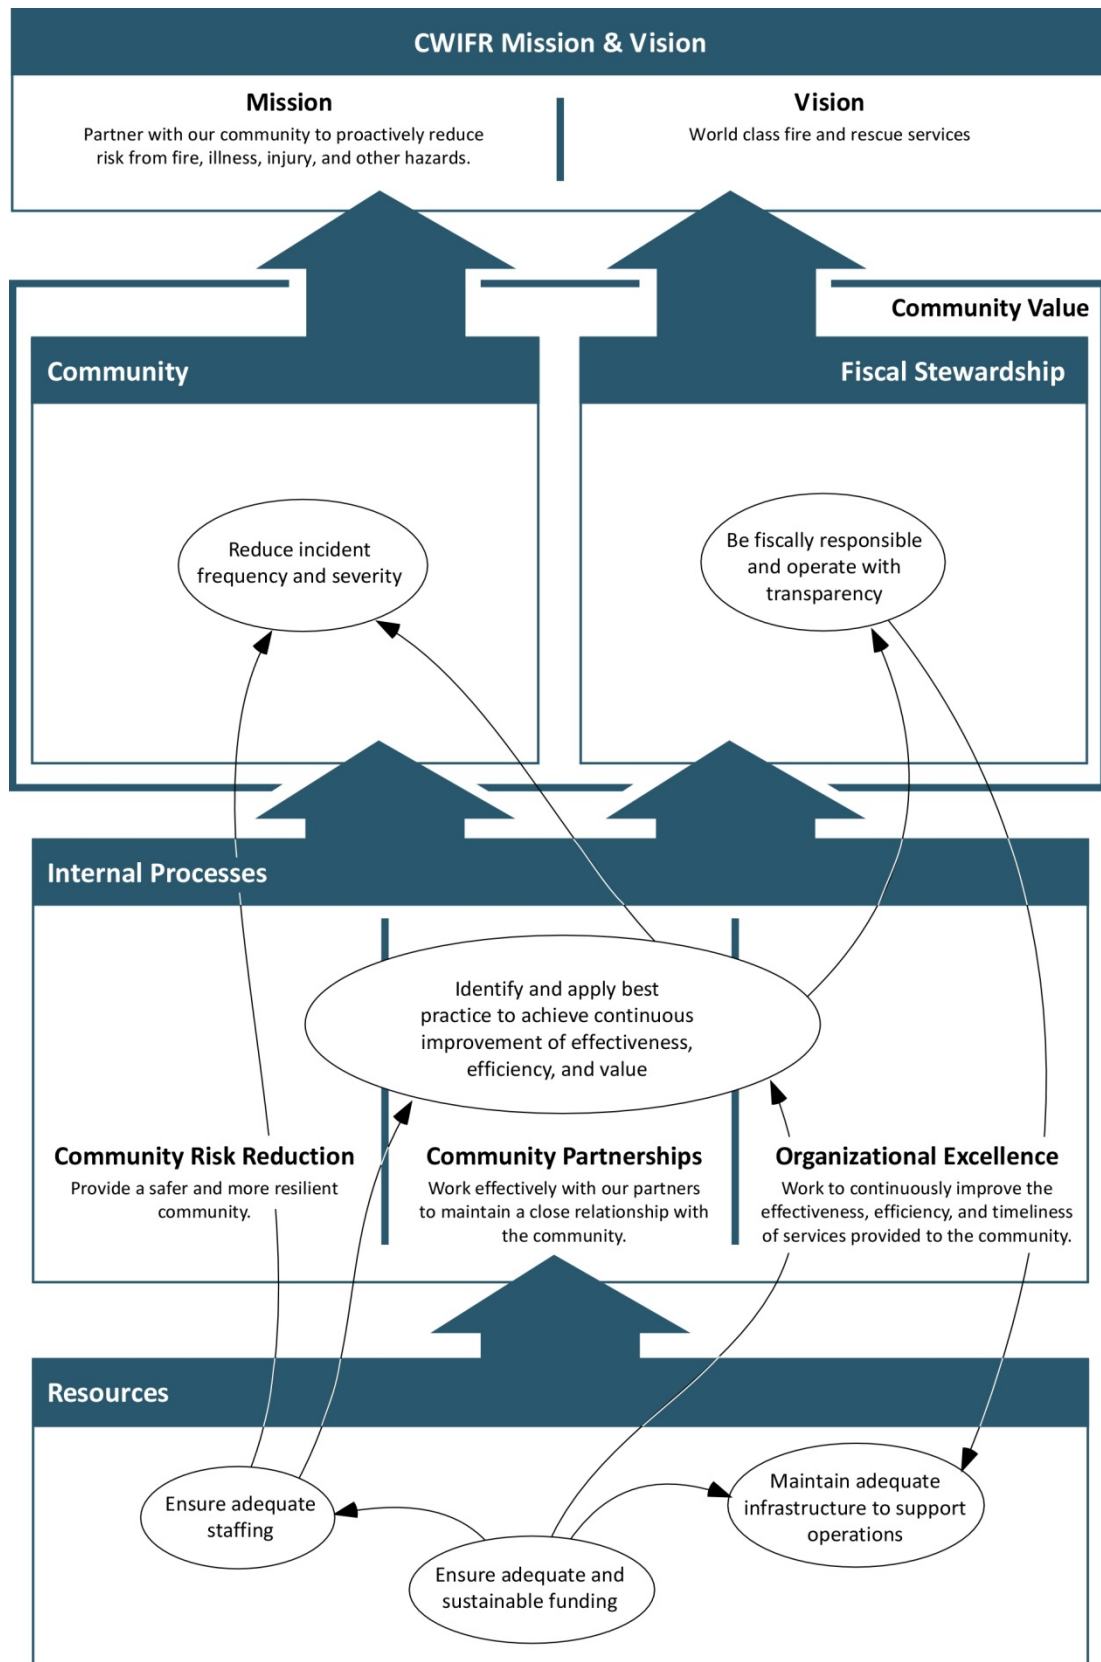 CWIFR Mission & Vision
Mission
Partner with our community to proactively reduce
risk from fire, illness, injury, and other hazards.
Vision
World class fire and rescue services
Community Value
Community
Fiscal Stewardship
Reduce incident
frequency and severity
Be fiscally responsible
and operate with
transparency
Internal Processes
Identify and apply best
practice to achieve continuous
improvement of effectiveness,
efficiency, and value
Community Risk Reduction
Provide a safer and more resilient
community.
Community Partnerships
Work effectively with our partners
to maintain a close relationship with
the community.
Organizational Excellence
Work to continuously improve the
effectiveness, efficiency, and timeliness
of services provided to the community.
Resources
Ensure adequate
staffing
Ensure adequate and
sustainable funding
Maintain adequate
infrastructure to support
operations